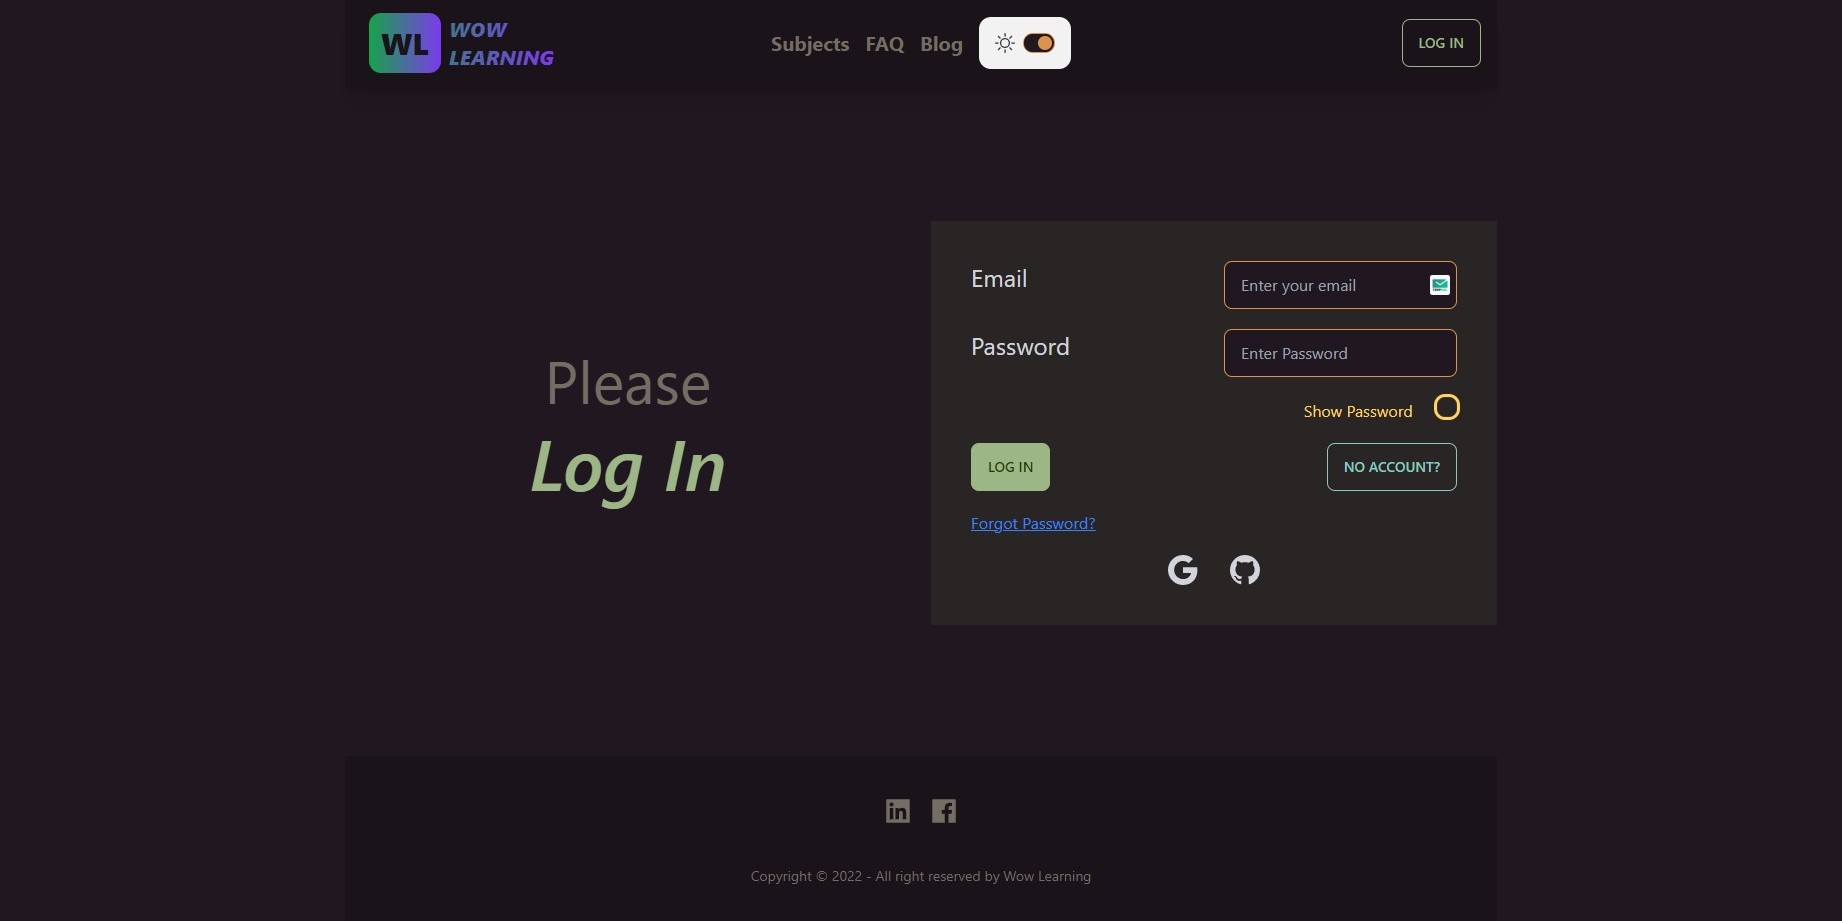 WL
WOW
LEARNING
Subjects FAQ Blog
LOG IN
Please
Log In
Email
Enter your email
Password
Enter Password
Show Password
LOG IN
NO ACCOUNT?
Forgot Password?
Copyright © 2022 - All right reserved by Wow Learning